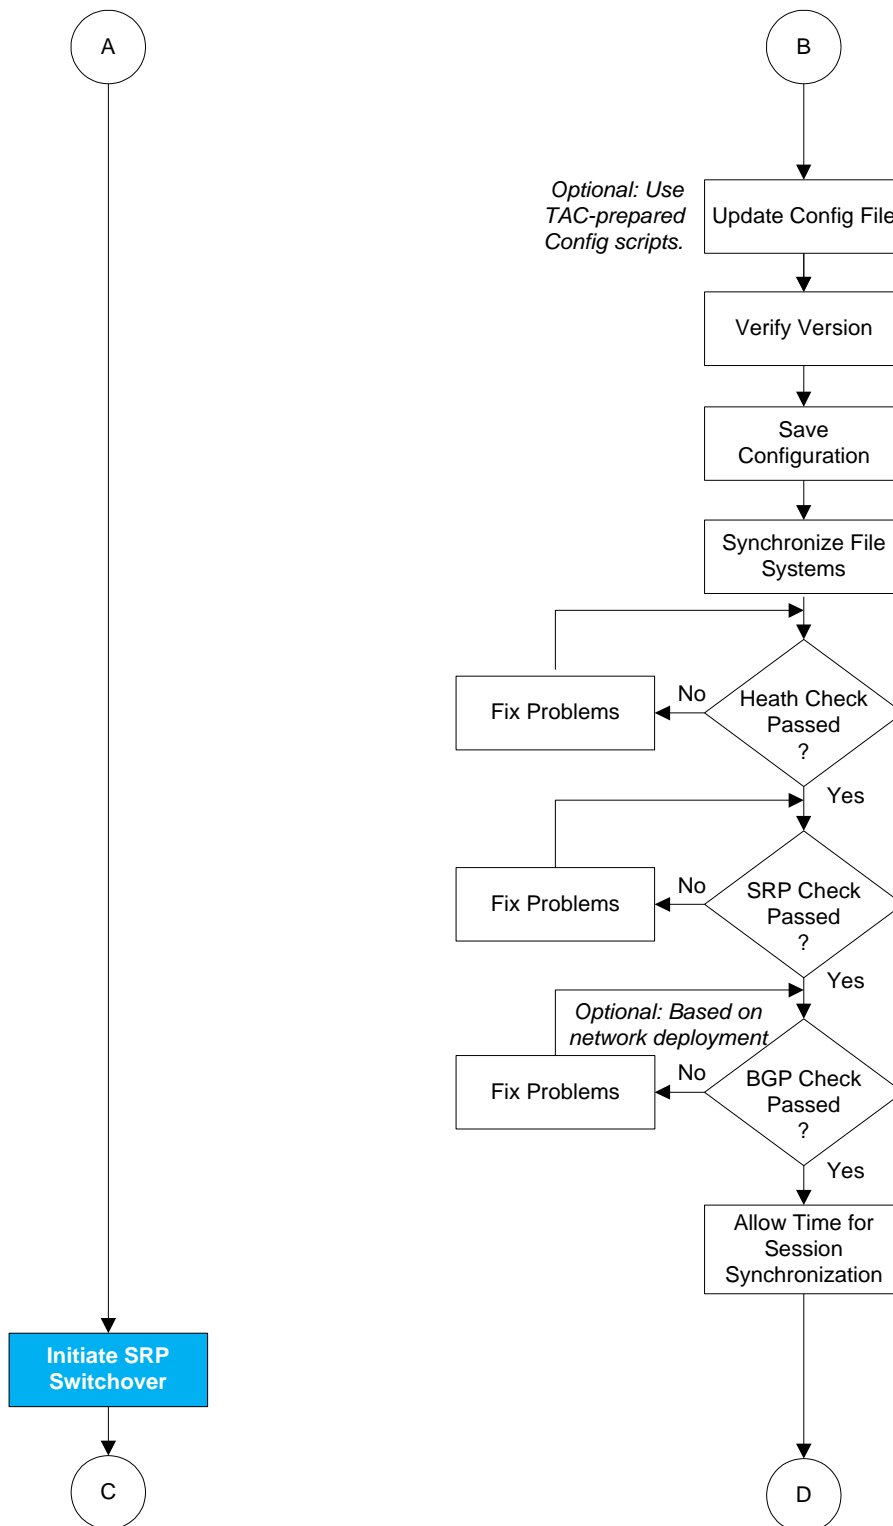 A
B
Optional: Use
TAC-prepared
Config scripts.
Update Config File
Verify Version
Save
Configuration
Synchronize File
Systems
Fix Problems
No
Heath Check
Passed
?
Yes
Fix Problems
No
SRP Check
Passed
?
Yes
Optional: Based on
network deployment
Fix Problems
No
BGP Check
Passed
?
Yes
Allow Time for
Session
Synchronization
Initiate SRP
Switchover
C
D